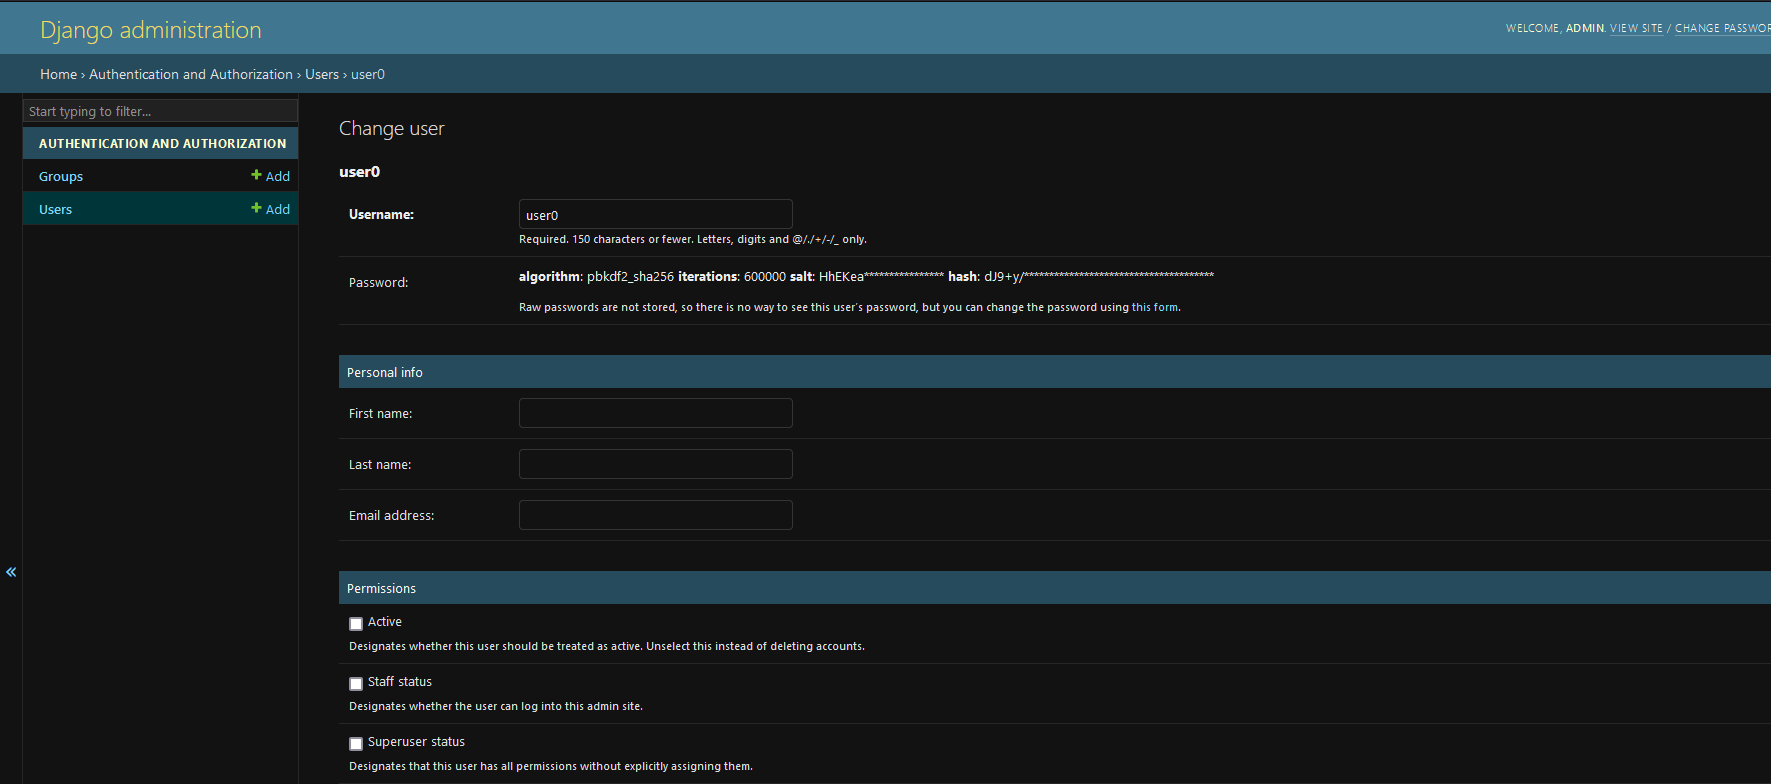 Django administration
WELCOME, ADMIN. VIEW SITE / CHANGE PASSWOR
Home › Authentication and Authorization › Users › user0
Start typing to filter...
AUTHENTICATION AND AUTHORIZATION
Groups + Add
Users + Add
«
Change user
user0
Username: user0
Required. 150 characters or fewer. Letters, digits and @/./+/-/_ only.
Password: algorithm: pbkdf2_sha256 iterations: 600000 salt: HhEKea**************** hash: dJ9+y/**************************************
Raw passwords are not stored, so there is no way to see this user’s password, but you can change the password using this form.
Personal info
First name:
Last name:
Email address:
Permissions
Active
Designates whether this user should be treated as active. Unselect this instead of deleting accounts.
Staff status
Designates whether the user can log into this admin site.
Superuser status
Designates that this user has all permissions without explicitly assigning them.